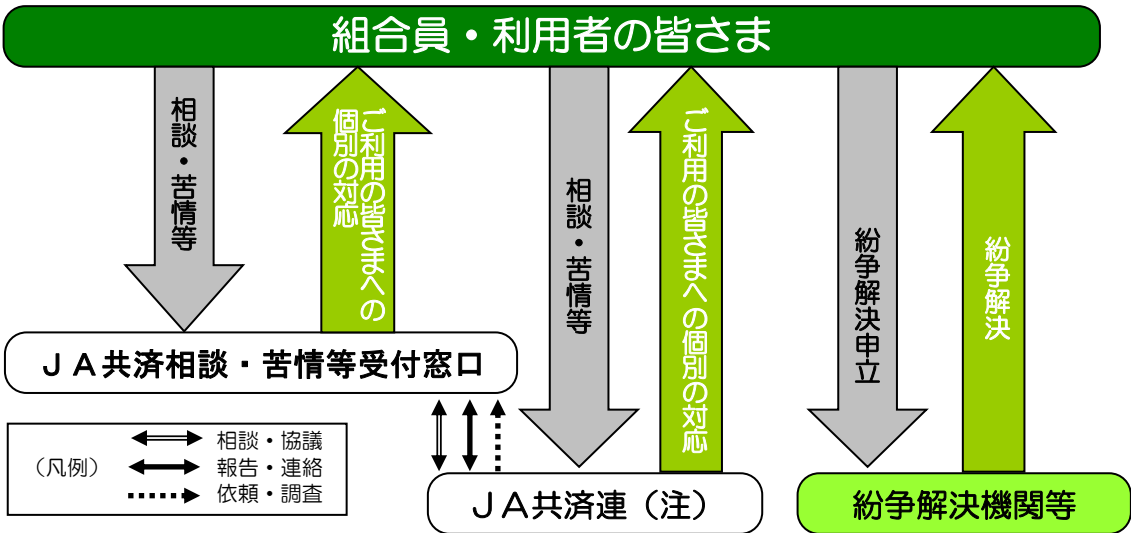 組合員・利用者の皆さま
相談・苦情等
ご利用の皆さまへの
個別の対応
相談・苦情等
ご利用の皆さまへの個別の対応
紛争解決申立
紛争解決
JA共済相談・苦情等受付窓口
(凡例)
相談・協議
報告・連絡
依頼・調査
JA共済連(注)
紛争解決機関等